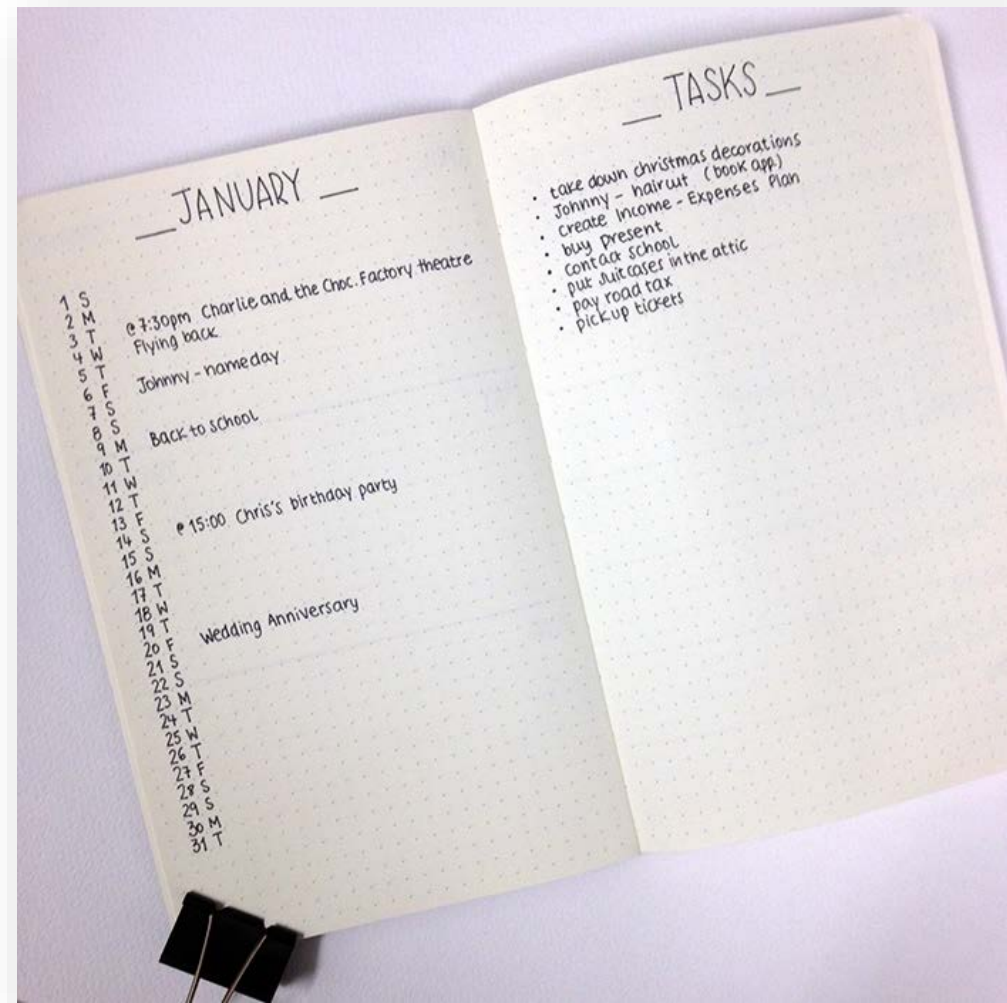 _ JANUARY _
1 S
2 M
3 T @ 7:30pm Charlie and the Choc. Factory theatre
4 W Flying back
5 T
6 F Johnny - nameday
7 S
8 S
9 M Back to school
10 T
11 W
12 T
13 F
14 S @ 15:00 Chris's birthday party
15 S
16 M
17 T
18 W
19 T
20 F Wedding Anniversary
21 S
22 S
23 M
24 T
25 W
26 T
27 F
28 S
29 S
30 M
31 T
_ TASKS _
• take down christmas decorations
• Johnny - haircut (book app.)
• create Income - Expenses Plan
• buy present
• contact school
• put suitcases in the attic
• pay road tax
• pick up tickets